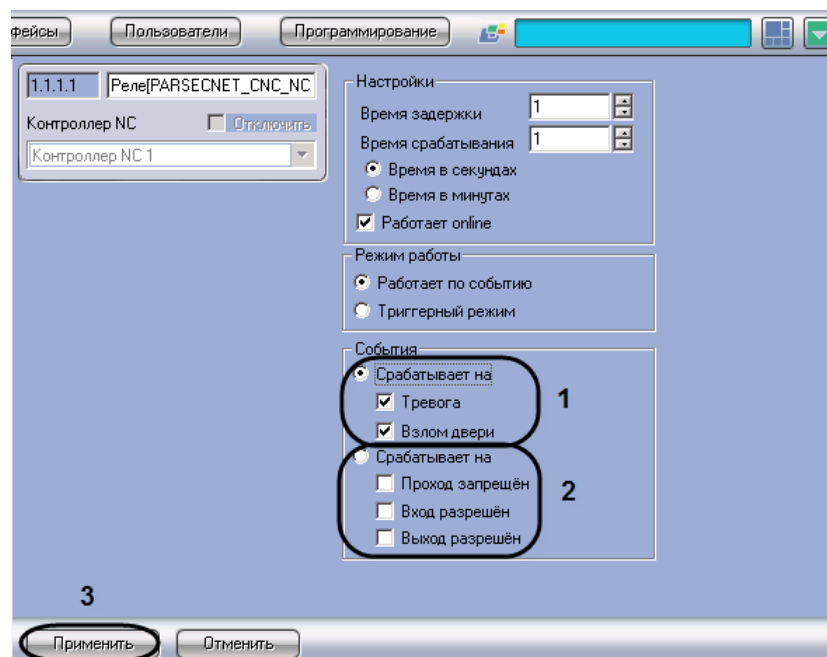 фейсы Пользователи Программирование
1.1.1.1 Реле[PARSECNET_CNC_NC
Контроллер NC Отключить
Контроллер NC 1
Настройки
Время задержки 1
Время срабатывания 1
Время в секундах
Время в минутах
Работает online
Режим работы
Работает по событию
Триггерный режим
События
Срабатывает на
Тревога
1
Взлом двери
Срабатывает на
Проход запрещён
2
Вход разрешён
Выход разрешён
3
Применить Отменить